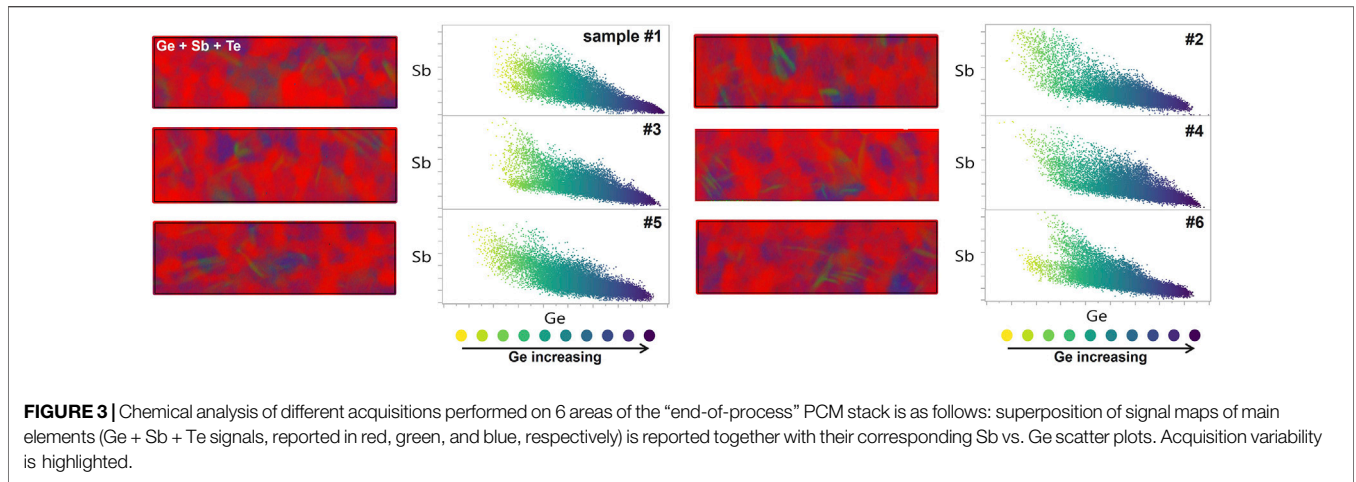 Ge + Sb + Te
sample #1
Sb
#2
Sb
#3
Sb
#4
Sb
#5
Sb
#6
Sb
Ge
Ge
Ge increasing
Ge increasing
FIGURE 3 | Chemical analysis of different acquisitions performed on 6 areas of the “end-of-process” PCM stack is as follows: superposition of signal maps of main
elements (Ge + Sb + Te signals, reported in red, green, and blue, respectively) is reported together with their corresponding Sb vs. Ge scatter plots. Acquisition variability
is highlighted.